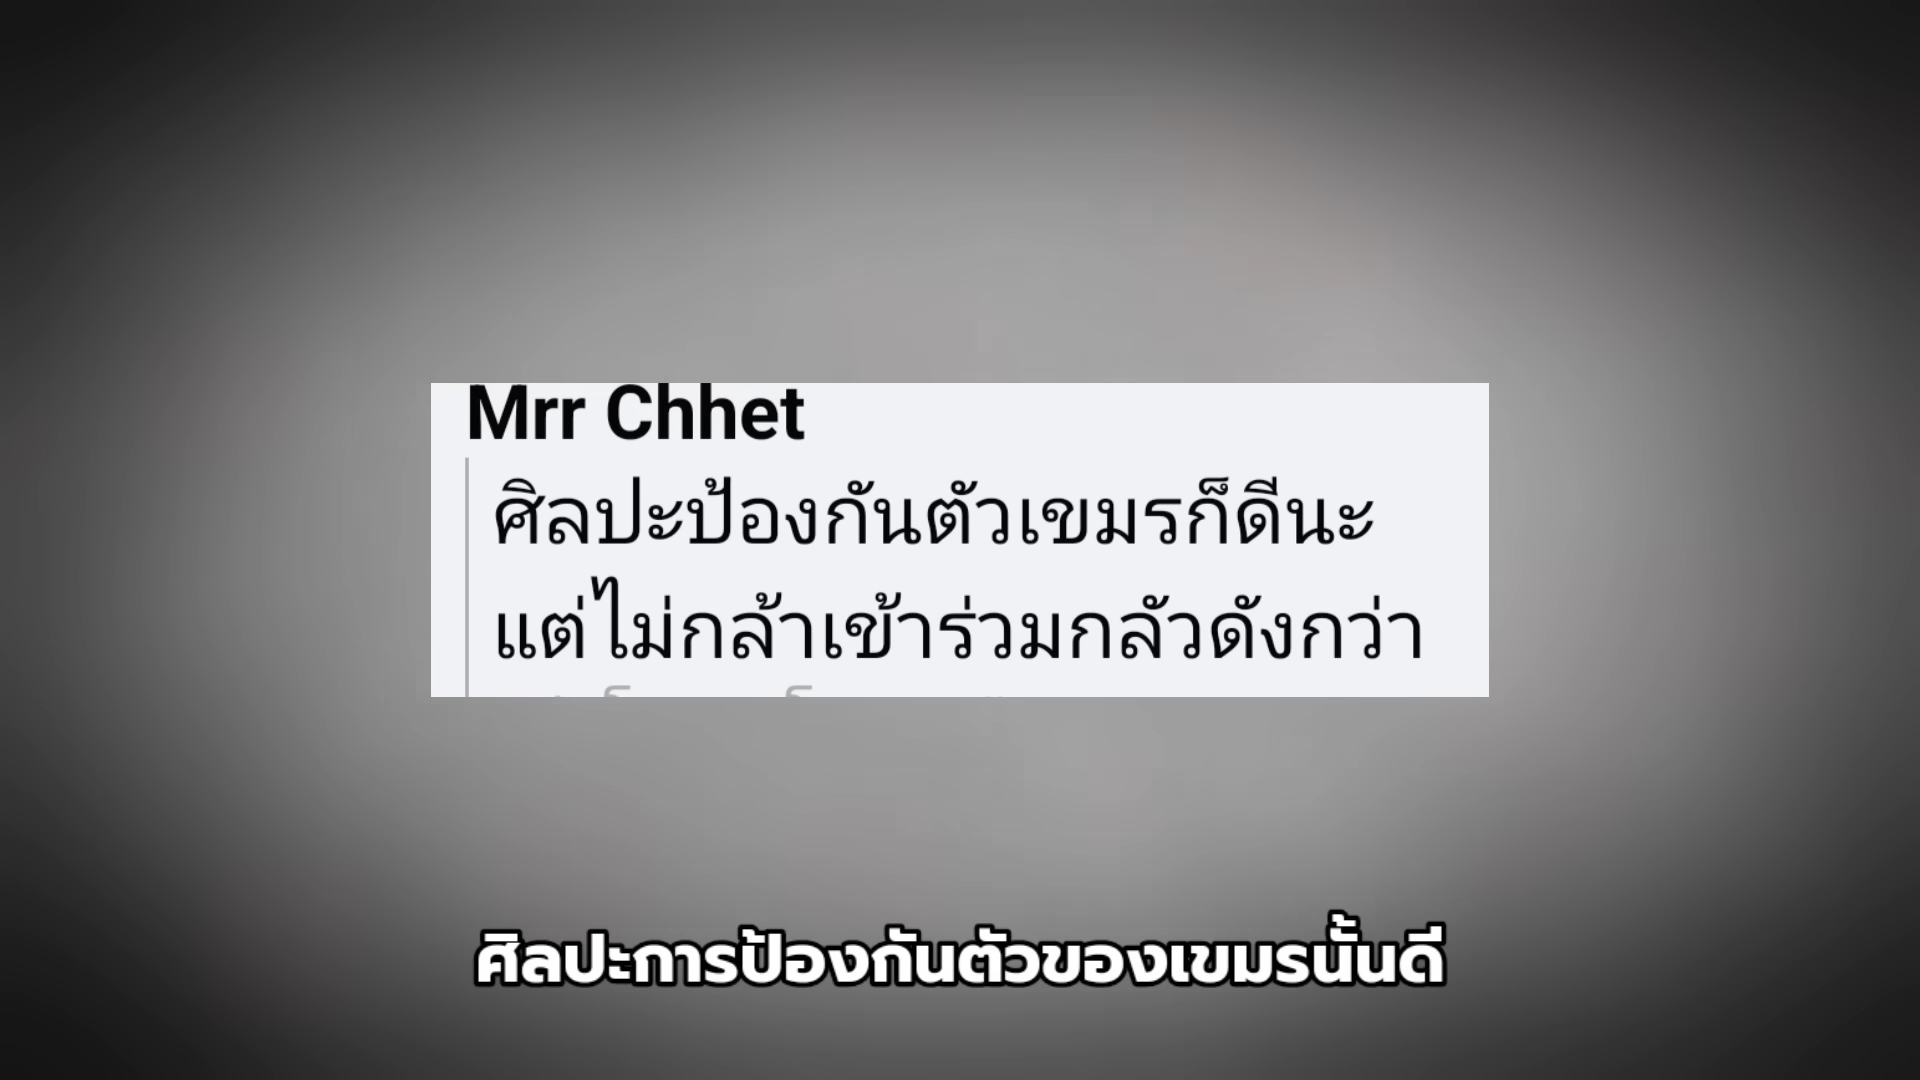 Mrr Chhet
ศิลปะป้องกันตัวเขมรก็ดีนะ
แต่ไม่กล้าเข้าร่วมกลัวดังกว่า
ศิลปะการป้องกันตัวของเขมรนั้นดี